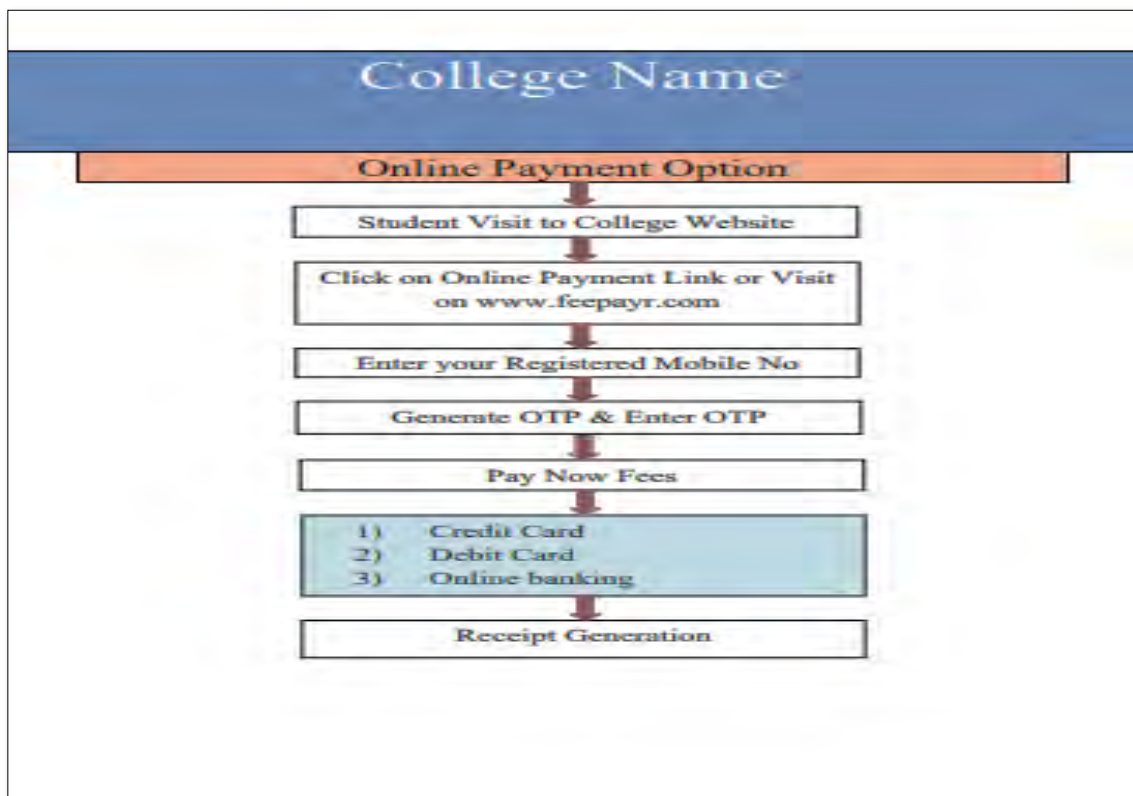 College Name
Online Payment Option
Student Visit to College Website
Click on Online Payment Link or Visit
on www.feepayr.com
Enter your Registered Mobile No
Generate OTP & Enter OTP
Pay Now Fees
1) Credit Card
2) Debit Card
3) Online banking
Receipt Generation